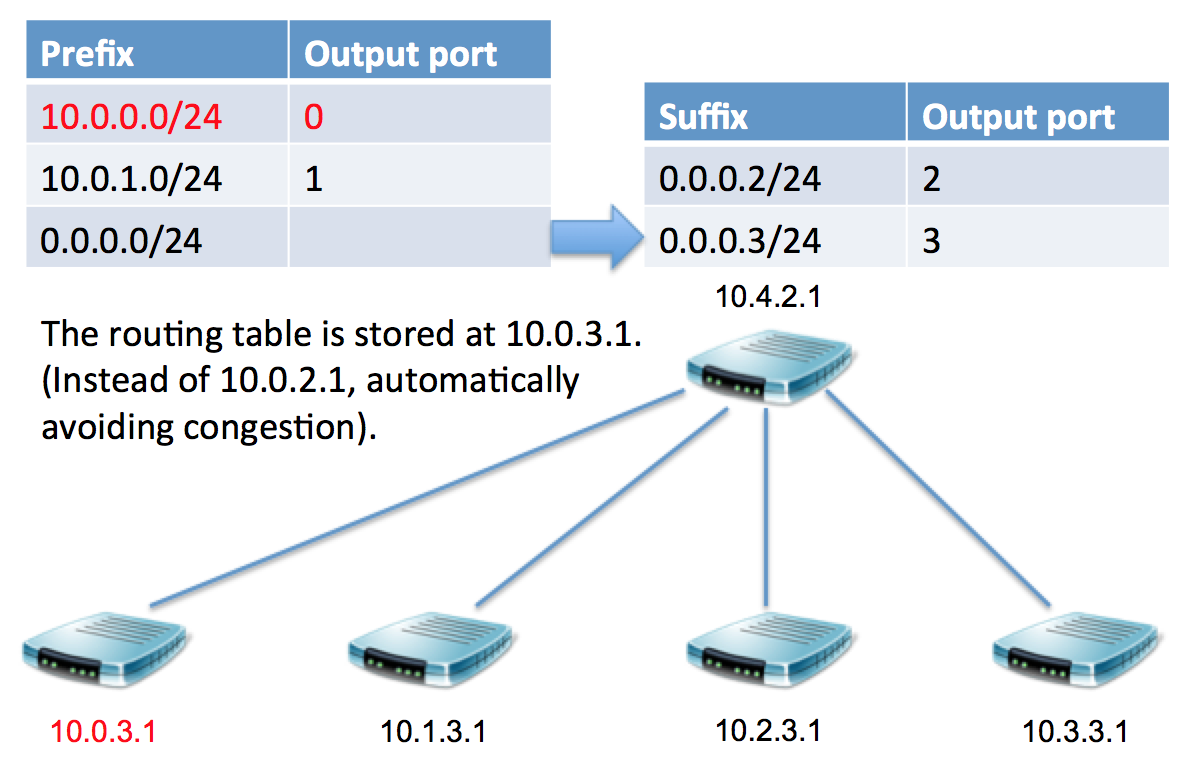 Prefix Output port
10.0.0.0/24 0
10.0.1.0/24 1
0.0.0.0/24
Suffix Output port
0.0.0.2/24 2
0.0.0.3/24 3
10.4.2.1
The routing table is stored at 10.0.3.1.
(Instead of 10.0.2.1, automatically
avoiding congestion).
10.0.3.1 10.1.3.1 10.2.3.1 10.3.3.1